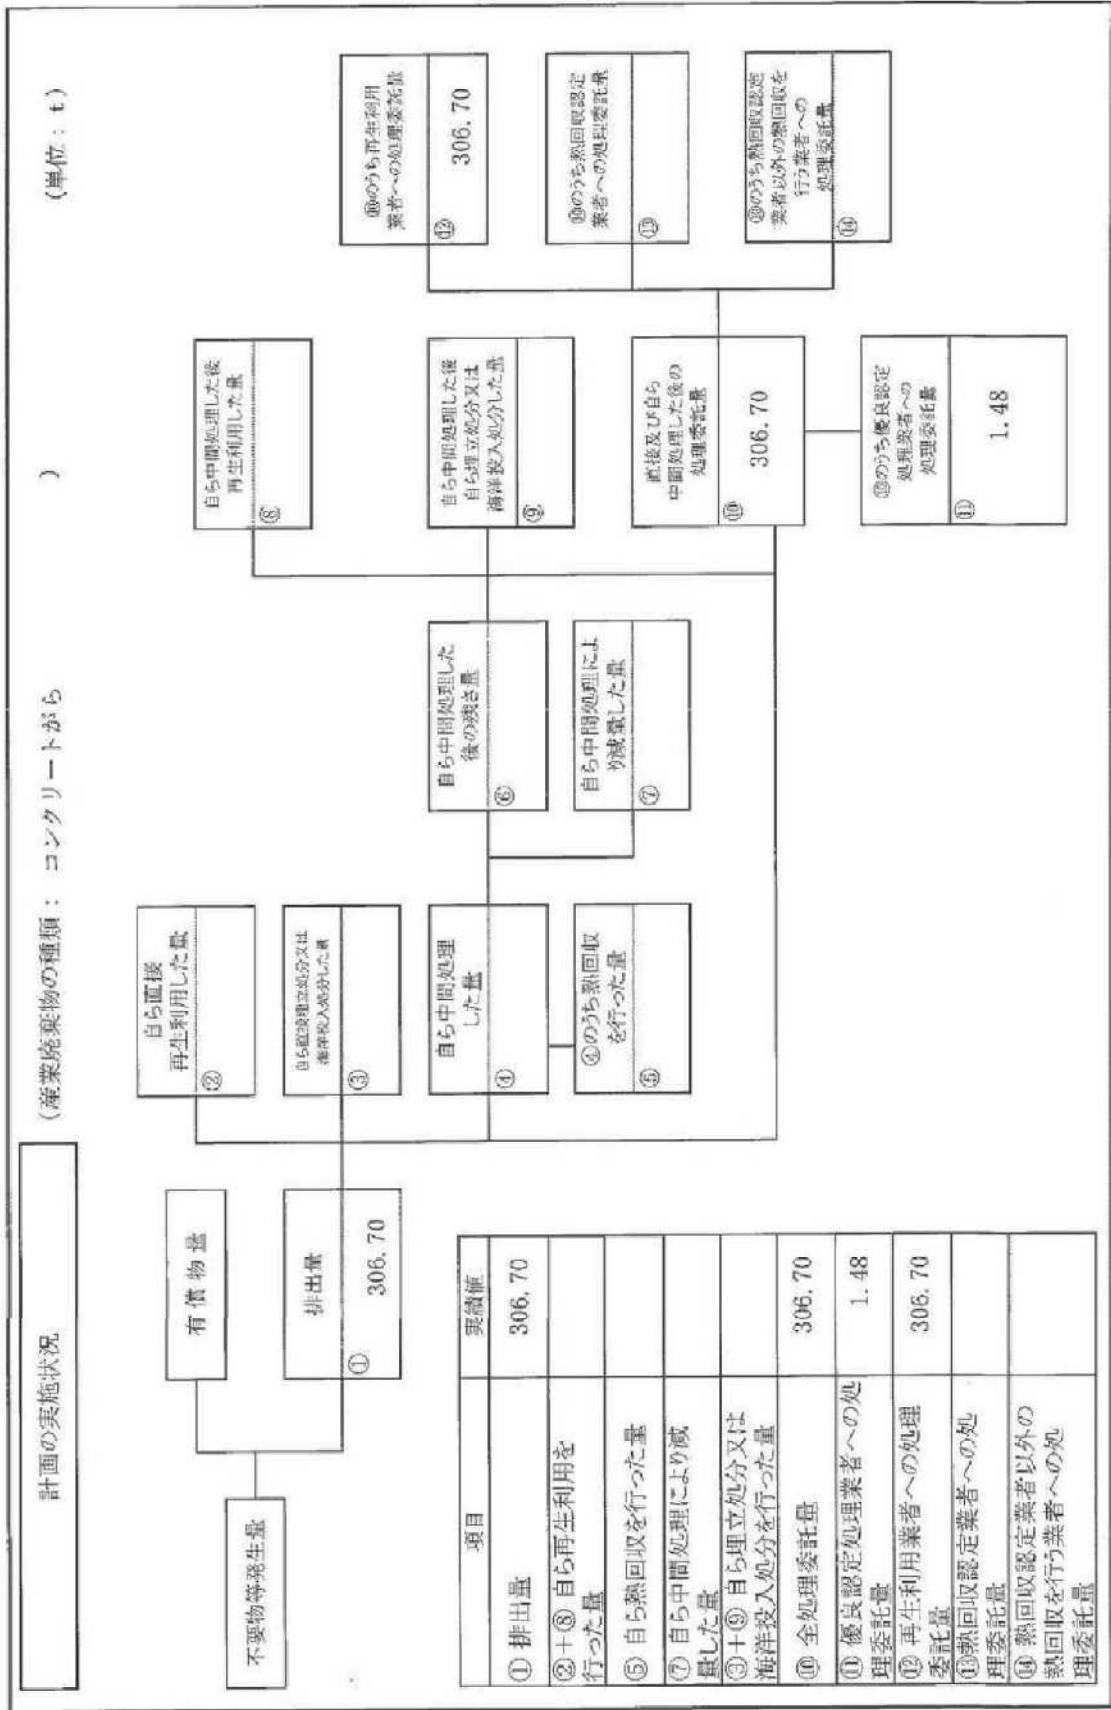 計画の実施状況
(産業廃棄物の種類： コンクリートがら )
(単位：t)
不要物等発生量
有償物量
排出量
①
306.70
自ら直接
再生利用した量
②
自ら直接埋立処分又は
海洋投入処分した量
③
自ら中間処理
した量
④
④のうち熱回収
を行った量
⑤
自ら中間処理した
後の残さ量
⑥
自ら中間処理によ
り減量した量
⑦
自ら中間処理した後
再生利用した量
⑧
自ら中間処理した後
自ら埋立処分又は
海洋投入処分した量
⑨
直接及び自ら
中間処理した後の
処理委託量
⑩
306.70
⑩のうち優良認定
処理業者への
処理委託量
⑪
1.48
⑩のうち再生利用
業者への処理委託量
⑫
306.70
⑩のうち熱回収認定
業者への処理委託量
⑬
⑩のうち熱回収認定
業者以外の熱回収を
行う業者への
処理委託量
⑭
項目 実績値
① 排出量 306.70
②+⑧ 自ら再生利用を
行った量
⑤ 自ら熱回収を行った量
⑦ 自ら中間処理により減
量した量
③+⑨ 自ら埋立処分又は
海洋投入処分を行った量
⑩ 全処理委託量 306.70
⑪ 優良認定処理業者への処
理委託量 1.48
⑫ 再生利用業者への処理
委託量 306.70
⑬熱回収認定業者への処
理委託量
⑭ 熱回収認定業者以外の
熱回収を行う業者への処
理委託量